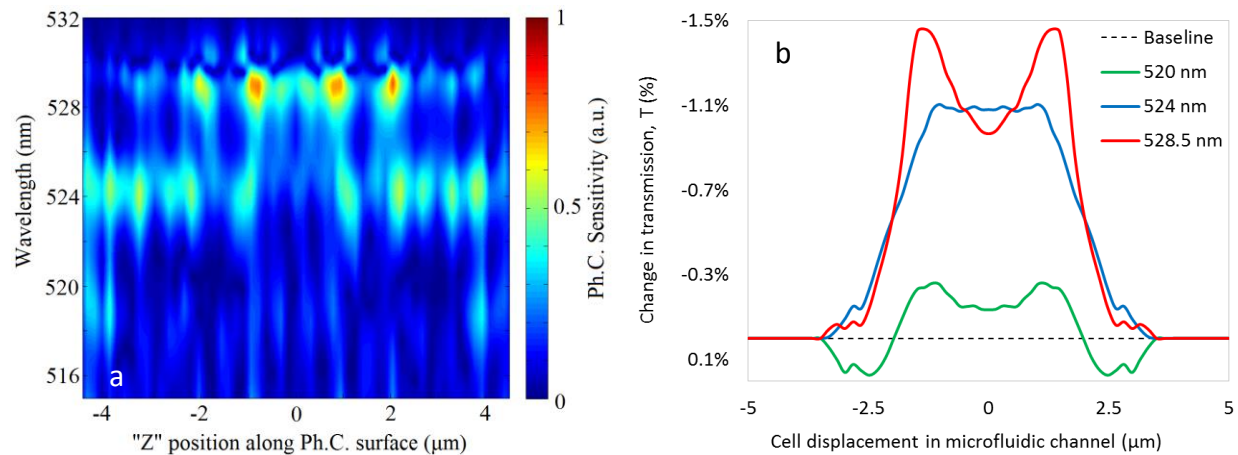 532
528
524
520
516
Wavelength (nm)
a
-4
-2
0
2
4
"Z" position along Ph.C. surface (μm)
1
0.5
0
Ph.C. Sensitivity (a.u.)
-1.5%
-1.1%
-0.7%
-0.3%
0.1%
Change in transmission, T (%)
b
Baseline
520 nm
524 nm
528.5 nm
-5
-2.5
0
2.5
5
Cell displacement in microfluidic channel (μm)